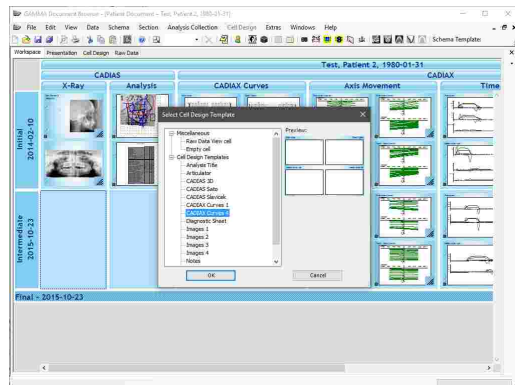 GAMMA Document Browser - [Patient Document - Test, Patient 2, 1980-01-31]
File Edit View Data Schema Section Analysis Collection Cell Design Extras Windows Help
Schema Template:
Workspace Presentation Cell Design Raw Data
Test, Patient 2, 1980-01-31
CADIAS CADIAX
X-Ray Analysis CADIAX Curves Axis Movement Time
Initial
2014-02-10
Select Cell Design Template
Miscellaneous
Raw Data View cell
Empty cell
Cell Design Templates
Analysis Title
Articulator
CADIAS 3D
CADIAS Sato
CADIAS Slavicek
CADIAX Curves 1
CADIAX Curves 4
Diagnostic Sheet
Images 1
Images 2
Images 3
Images 4
Notes
Preview:
OK Cancel
Intermediate
2015-10-23
Final - 2015-10-23